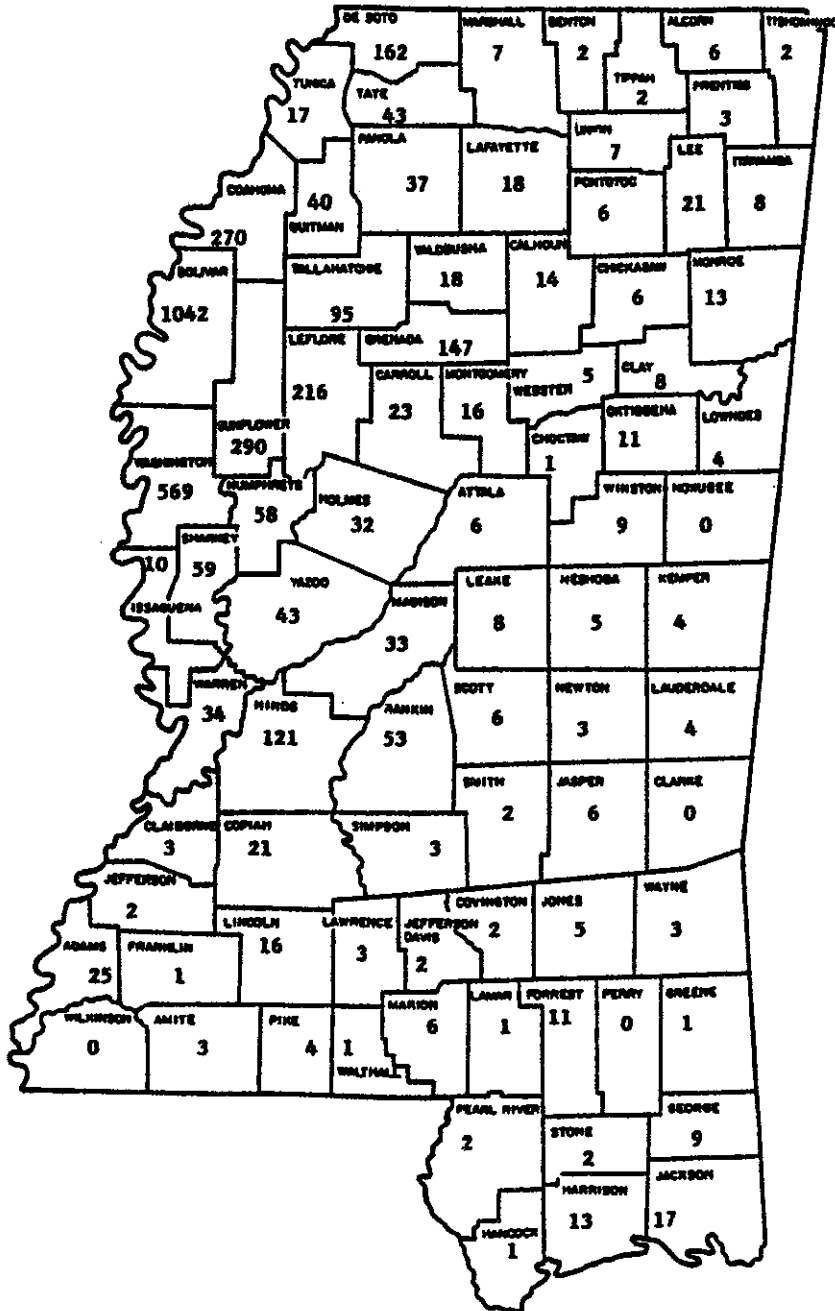 DE SOTO
162
MARSHALL
7
BENTON
2
TIPPAH
2
ALCORN
6
TISHOMINGO
2
TUNICA
17
TATE
43
PRENTISS
3
PANOLA
37
LAFAYETTE
18
UNION
7
LEE
21
ITAWAMBA
8
COAHOMA
270
40
QUITMAN
PONTOTOC
6
BOLIVAR
1042
TALLAHATCHIE
95
YALOBUSHA
18
CALHOUN
14
CHICKASAW
6
MONROE
13
LEFLORE
216
GRENADA
147
CARROLL
23
MONTGOMERY
16
WEBSTER
5
CLAY
8
SUNFLOWER
290
CHOCTAW
1
OKTIBBEHA
11
LOWNDES
4
WASHINGTON
569
HUMPHREYS
58
HOLMES
32
ATTALA
6
WINSTON
9
NOXUBEE
0
SHARKEY
59
10
ISSAQUENA
YAZOO
43
MADISON
33
LEAKE
8
NESHOBA
5
KEMPER
4
WARREN
34
HINDS
121
RANKIN
53
SCOTT
6
NEWTON
3
LAUDERDALE
4
SMITH
2
JASPER
6
CLARKE
0
CLAIBORNE
3
COPIAH
21
SIMPSON
3
JEFFERSON
2
LINCOLN
16
LAWRENCE
3
JEFFERSON
DAVIS
2
COVINGTON
2
JONES
5
WAYNE
3
ADAMS
25
FRANKLIN
1
WILKINSON
0
AMITE
3
PIKE
4
1
WALTHALL
MARION
6
LAMAR
1
FORREST
11
PERRY
0
GREENE
1
PEARL RIVER
2
STONE
2
GEORGE
9
HANCOCK
1
HARRISON
13
JACKSON
17